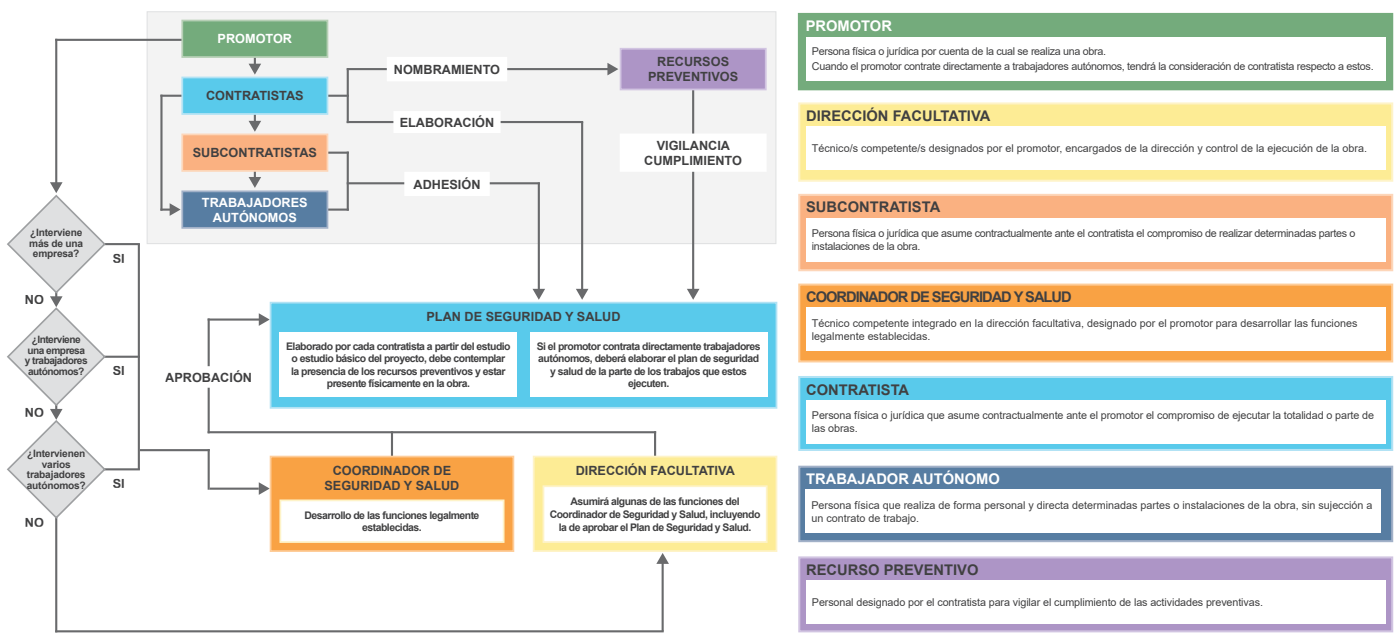 PROMOTOR
CONTRATISTAS
SUBCONTRATISTAS
TRABAJADORES
AUTÓNOMOS
NOMBRAMIENTO
ELABORACIÓN
ADHESIÓN
RECURSOS
PREVENTIVOS
VIGILANCIA
CUMPLIMIENTO
¿Interviene
más de una
empresa?
SI
NO
¿Interviene
una empresa
y trabajadores
autónomos?
SI
NO
¿Intervienen
varios
trabajadores
autónomos?
SI
NO
APROBACIÓN
PLAN DE SEGURIDAD Y SALUD
Elaborado por cada contratista a partir del estudio
o estudio básico del proyecto, debe contemplar
la presencia de los recursos preventivos y estar
presente físicamente en la obra.
Si el promotor contrata directamente trabajadores
autónomos, deberá elaborar el plan de seguridad
y salud de la parte de los trabajos que estos
ejecuten.
COORDINADOR DE
SEGURIDAD Y SALUD
Desarrollo de las funciones legalmente
establecidas.
DIRECCIÓN FACULTATIVA
Asumirá algunas de las funciones del
Coordinador de Seguridad y Salud, incluyendo
la de aprobar el Plan de Seguridad y Salud.
PROMOTOR
Persona física o jurídica por cuenta de la cual se realiza una obra.
Cuando el promotor contrate directamente a trabajadores autónomos, tendrá la consideración de contratista respecto a estos.
DIRECCIÓN FACULTATIVA
Técnico/s competente/s designados por el promotor, encargados de la dirección y control de la ejecución de la obra.
SUBCONTRATISTA
Persona física o jurídica que asume contractualmente ante el contratista el compromiso de realizar determinadas partes o
instalaciones de la obra.
COORDINADOR DE SEGURIDAD Y SALUD
Técnico competente integrado en la dirección facultativa, designado por el promotor para desarrollar las funciones
legalmente establecidas.
CONTRATISTA
Persona física o jurídica que asume contractualmente ante el promotor el compromiso de ejecutar la totalidad o parte de
las obras.
TRABAJADOR AUTÓNOMO
Persona física que realiza de forma personal y directa determinadas partes o instalaciones de la obra, sin sujección a
un contrato de trabajo.
RECURSO PREVENTIVO
Personal designado por el contratista para vigilar el cumplimiento de las actividades preventivas.